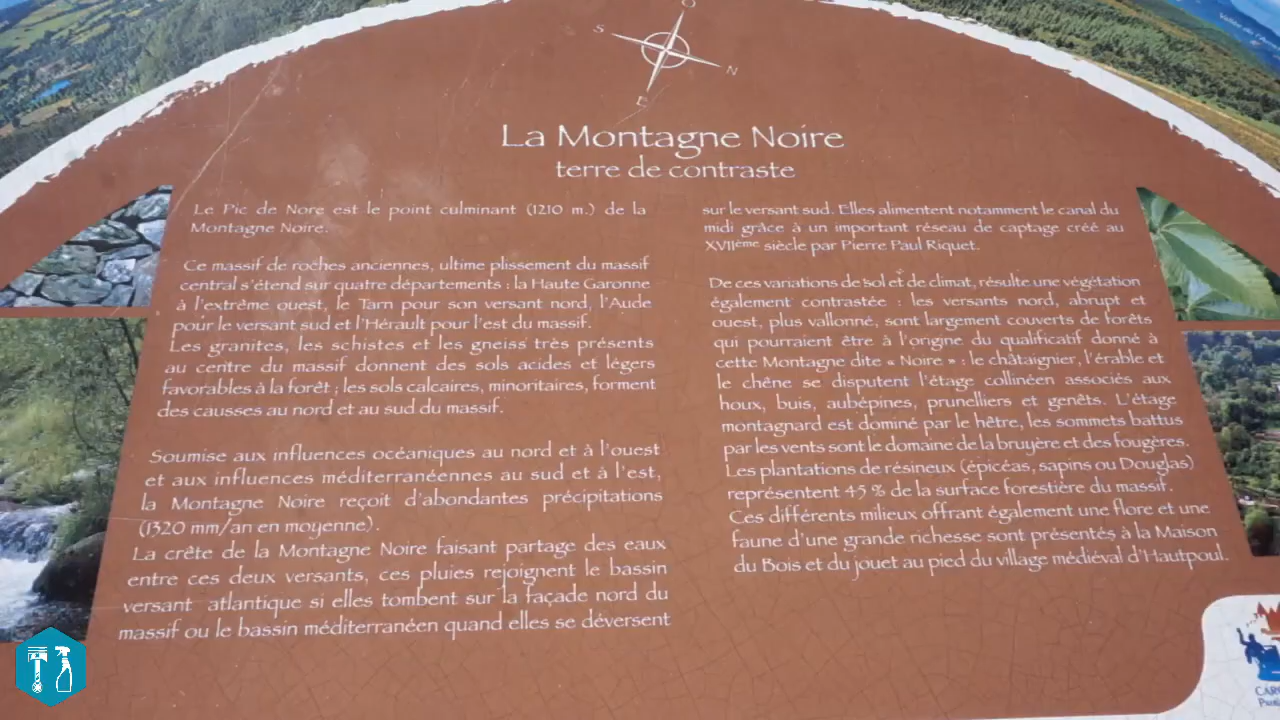 O
S
N
E
La Montagne Noire
terre de contraste
Le Pic de Nore est le point culminant (1210 m.) de la
Montagne Noire.
Ce massif de roches anciennes, ultime plissement du massif
central s'étend sur quatre départements : la Haute Garonne
à l'extrême ouest, le Tarn pour son versant nord, l'Aude
pour le versant sud et l'Hérault pour l'est du massif.
Les granites, les schistes et les gneiss très présents
au centre du massif donnent des sols acides et légers
favorables à la forêt ; les sols calcaires, minoritaires, forment
des causses au nord et au sud du massif.
Soumise aux influences océaniques au nord et à l'ouest
et aux influences méditerranéennes au sud et à l'est,
la Montagne Noire reçoit d'abondantes précipitations
(1320 mm/an en moyenne).
La crête de la Montagne Noire faisant partage des eaux
entre ces deux versants, ces pluies rejoignent le bassin
versant atlantique si elles tombent sur la façade nord du
massif ou le bassin méditerranéen quand elles se déversent
sur le versant sud. Elles alimentent notamment le canal du
midi grâce à un important réseau de captage créé au
XVIIème siècle par Pierre Paul Riquet.
De ces variations de sol et de climat, résulte une végétation
également contrastée : les versants nord, abrupt et
ouest, plus vallonné, sont largement couverts de forêts
qui pourraient être à l'origine du qualificatif donné à
cette Montagne dite « Noire » : le châtaignier, l'érable et
le chêne se disputent l'étage collinéen associés aux
houx, buis, aubépines, prunelliers et genêts. L'étage
montagnard est dominé par le hêtre, les sommets battus
par les vents sont le domaine de la bruyère et des fougères.
Les plantations de résineux (épicéas, sapins ou Douglas)
représentent 45 % de la surface forestière du massif.
Ces différents milieux offrant également une flore et une
faune d'une grande richesse sont présentés à la Maison
du Bois et du jouet au pied du village médiéval d'Hautpoul.